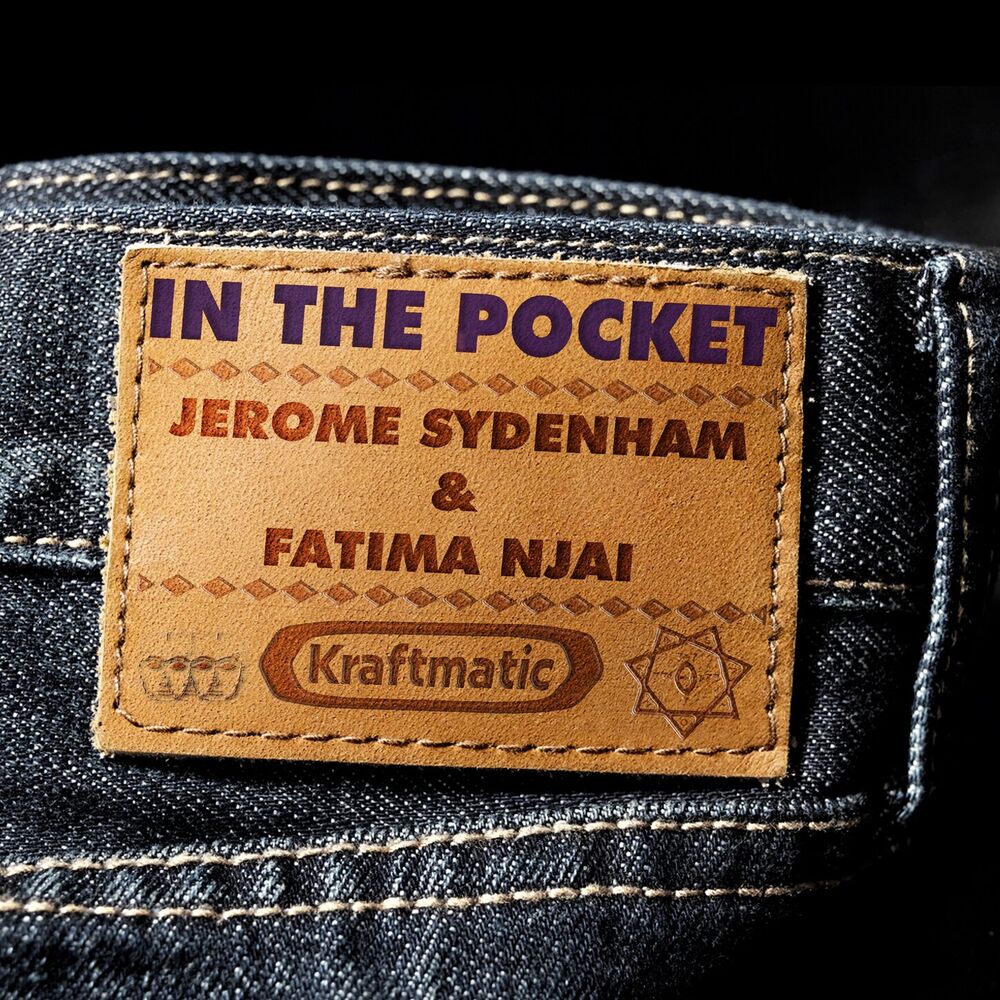 IN THE POCKET
JEROME SYDENHAM
&
FATIMA NJAI
Kraftmatic